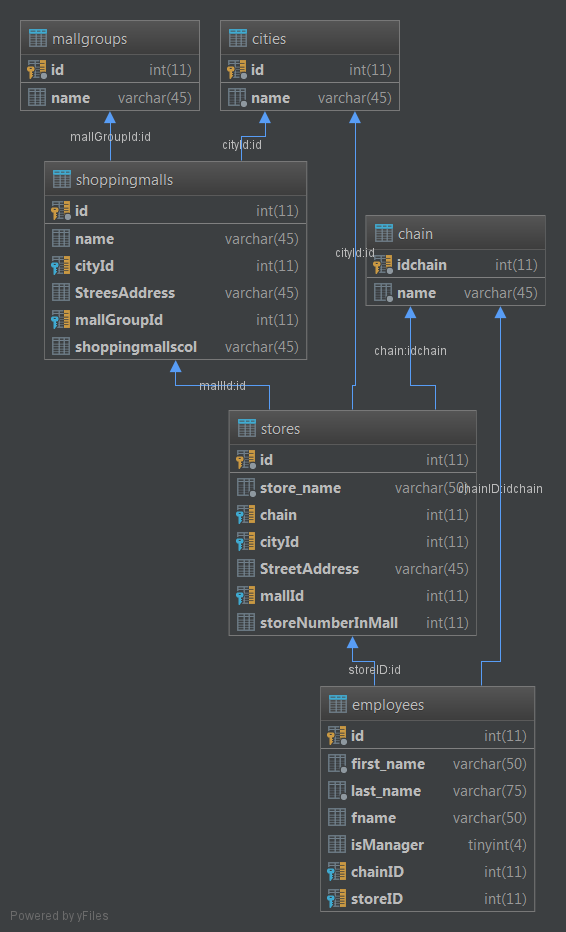 mallgroups
id int(11)
name varchar(45)
cities
id int(11)
name varchar(45)
mallGroupId:id
cityId:id
shoppingmalls
id int(11)
name varchar(45)
cityId int(11)
StreesAddress varchar(45)
mallGroupId int(11)
shoppingmallscol varchar(45)
cityId:id
chain
idchain int(11)
name varchar(45)
chain:idchain
mallId:id
stores
id int(11)
store_name varchar(50)
chain int(11)
cityId int(11)
StreetAddress varchar(45)
mallId int(11)
storeNumberInMall int(11)
chainID:idchain
storeID:id
employees
id int(11)
first_name varchar(50)
last_name varchar(75)
fname varchar(50)
isManager tinyint(4)
chainID int(11)
storeID int(11)
Powered by yFiles